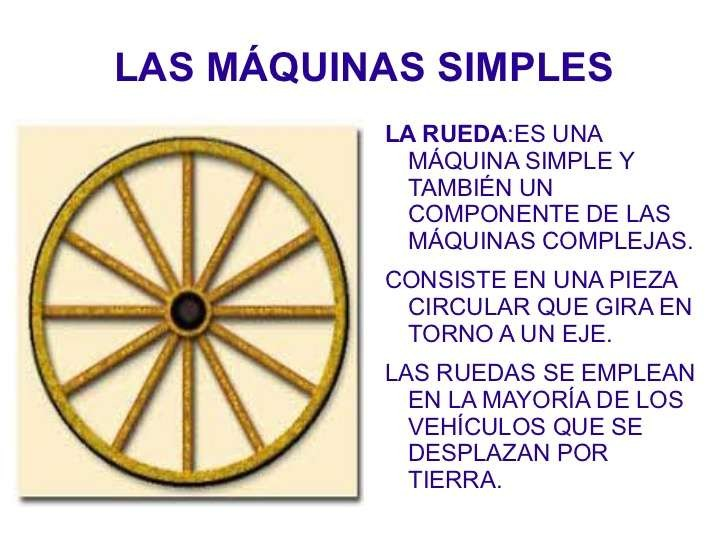 LAS MÁQUINAS SIMPLES
LA RUEDA:ES UNA
MÁQUINA SIMPLE Y
TAMBIÉN UN
COMPONENTE DE LAS
MÁQUINAS COMPLEJAS.
CONSISTE EN UNA PIEZA
CIRCULAR QUE GIRA EN
TORNO A UN EJE.
LAS RUEDAS SE EMPLEAN
EN LA MAYORÍA DE LOS
VEHÍCULOS QUE SE
DESPLAZAN POR
TIERRA.